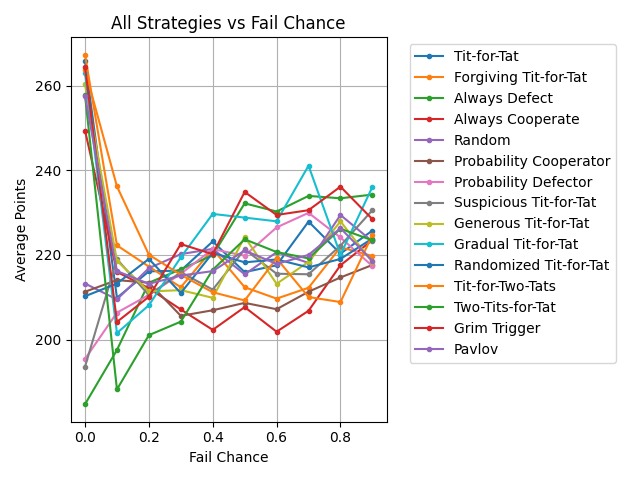 All Strategies vs Fail Chance
260
240
220
200
Average Points
0.0 0.2 0.4 0.6 0.8
Fail Chance
Tit-for-Tat
Forgiving Tit-for-Tat
Always Defect
Always Cooperate
Random
Probability Cooperator
Probability Defector
Suspicious Tit-for-Tat
Generous Tit-for-Tat
Gradual Tit-for-Tat
Randomized Tit-for-Tat
Tit-for-Two-Tats
Two-Tits-for-Tat
Grim Trigger
Pavlov